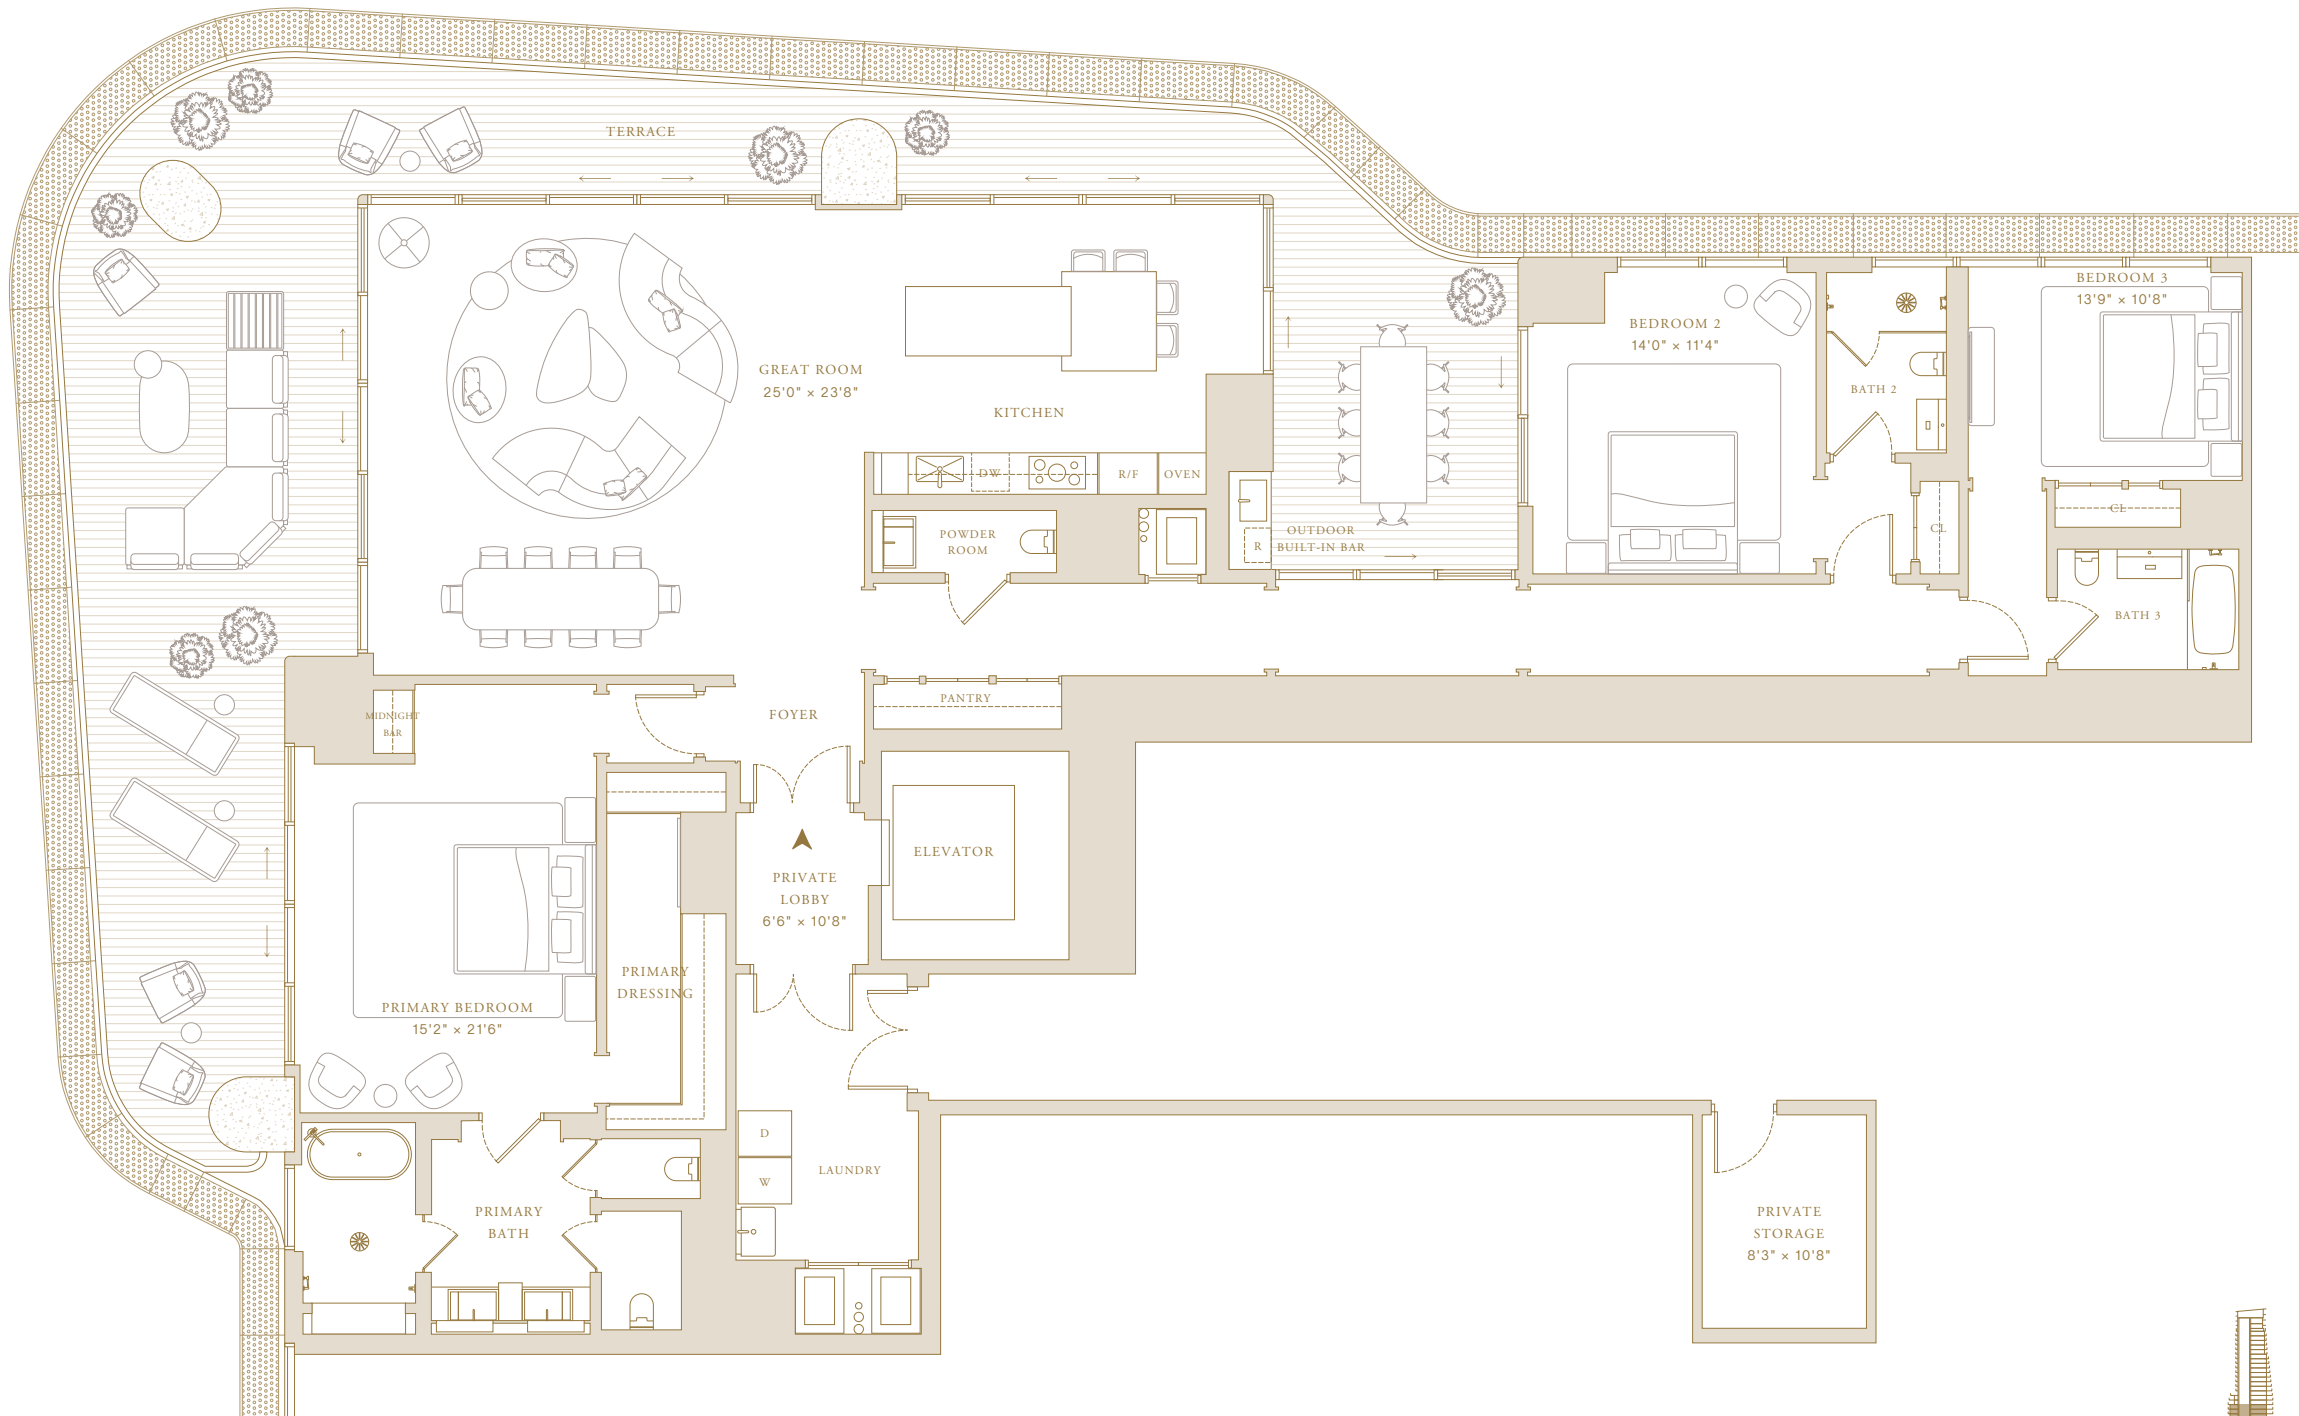 TERRACE
BEDROOM 3
13'9" × 10'8"
BEDROOM 2
14'0" × 11'4"
GREAT ROOM
25'0" × 23'8"
BATH 2
KITCHEN
DW
R/F
OVEN
CL
CL
POWDER
ROOM
OUTDOOR
BUILT-IN BAR
R
BATH 3
PANTRY
MIDNIGHT
BAR
FOYER
ELEVATOR
PRIVATE
LOBBY
6'6" × 10'8"
PRIMARY
DRESSING
PRIMARY BEDROOM
15'2" × 21'6"
D
W
LAUNDRY
PRIMARY
BATH
PRIVATE
STORAGE
8'3" × 10'8"